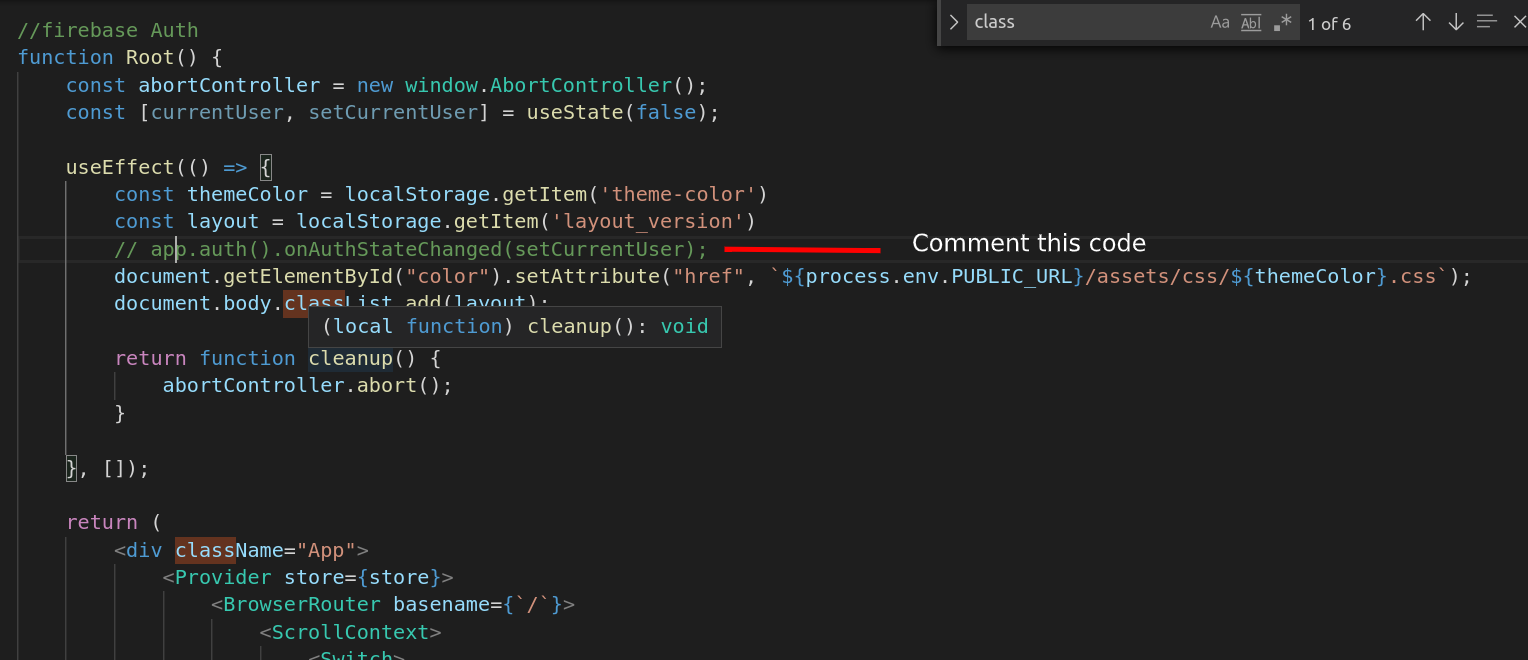 //firebase Auth
function Root() {
const abortController = new window.AbortController();
const [currentUser, setCurrentUser] = useState(false);
useEffect(() => {
const themeColor = localStorage.getItem('theme-color')
const layout = localStorage.getItem('layout_version')
// app.auth().onAuthStateChanged(setCurrentUser);
Comment this code
document.getElementById("color").setAttribute("href", `${process.env.PUBLIC_URL}/assets/css/${themeColor}.css`);
document.body.classList.add(layout);
(local function) cleanup(): void
return function cleanup() {
abortController.abort();
}
}, []);
return (
<div className="App">
<Provider store={store}>
<BrowserRouter basename={`/`}>
<ScrollContext>
<Switch>
class
Aa Abl .* 1 of 6